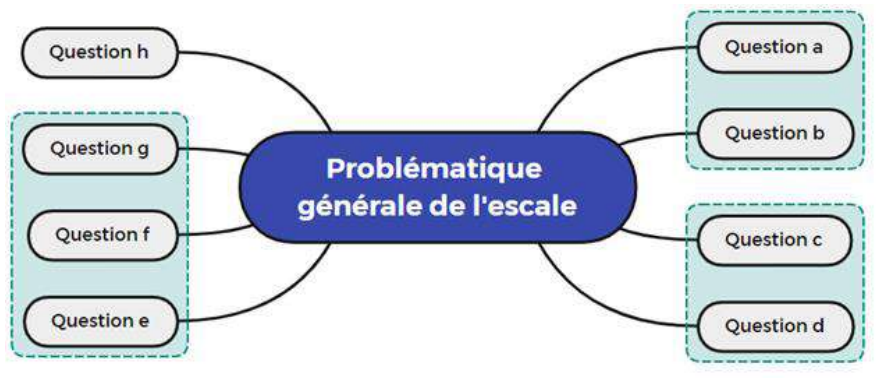 Question h
Question g
Question f
Question e
Problématique
générale de l'escale
Question a
Question b
Question c
Question d